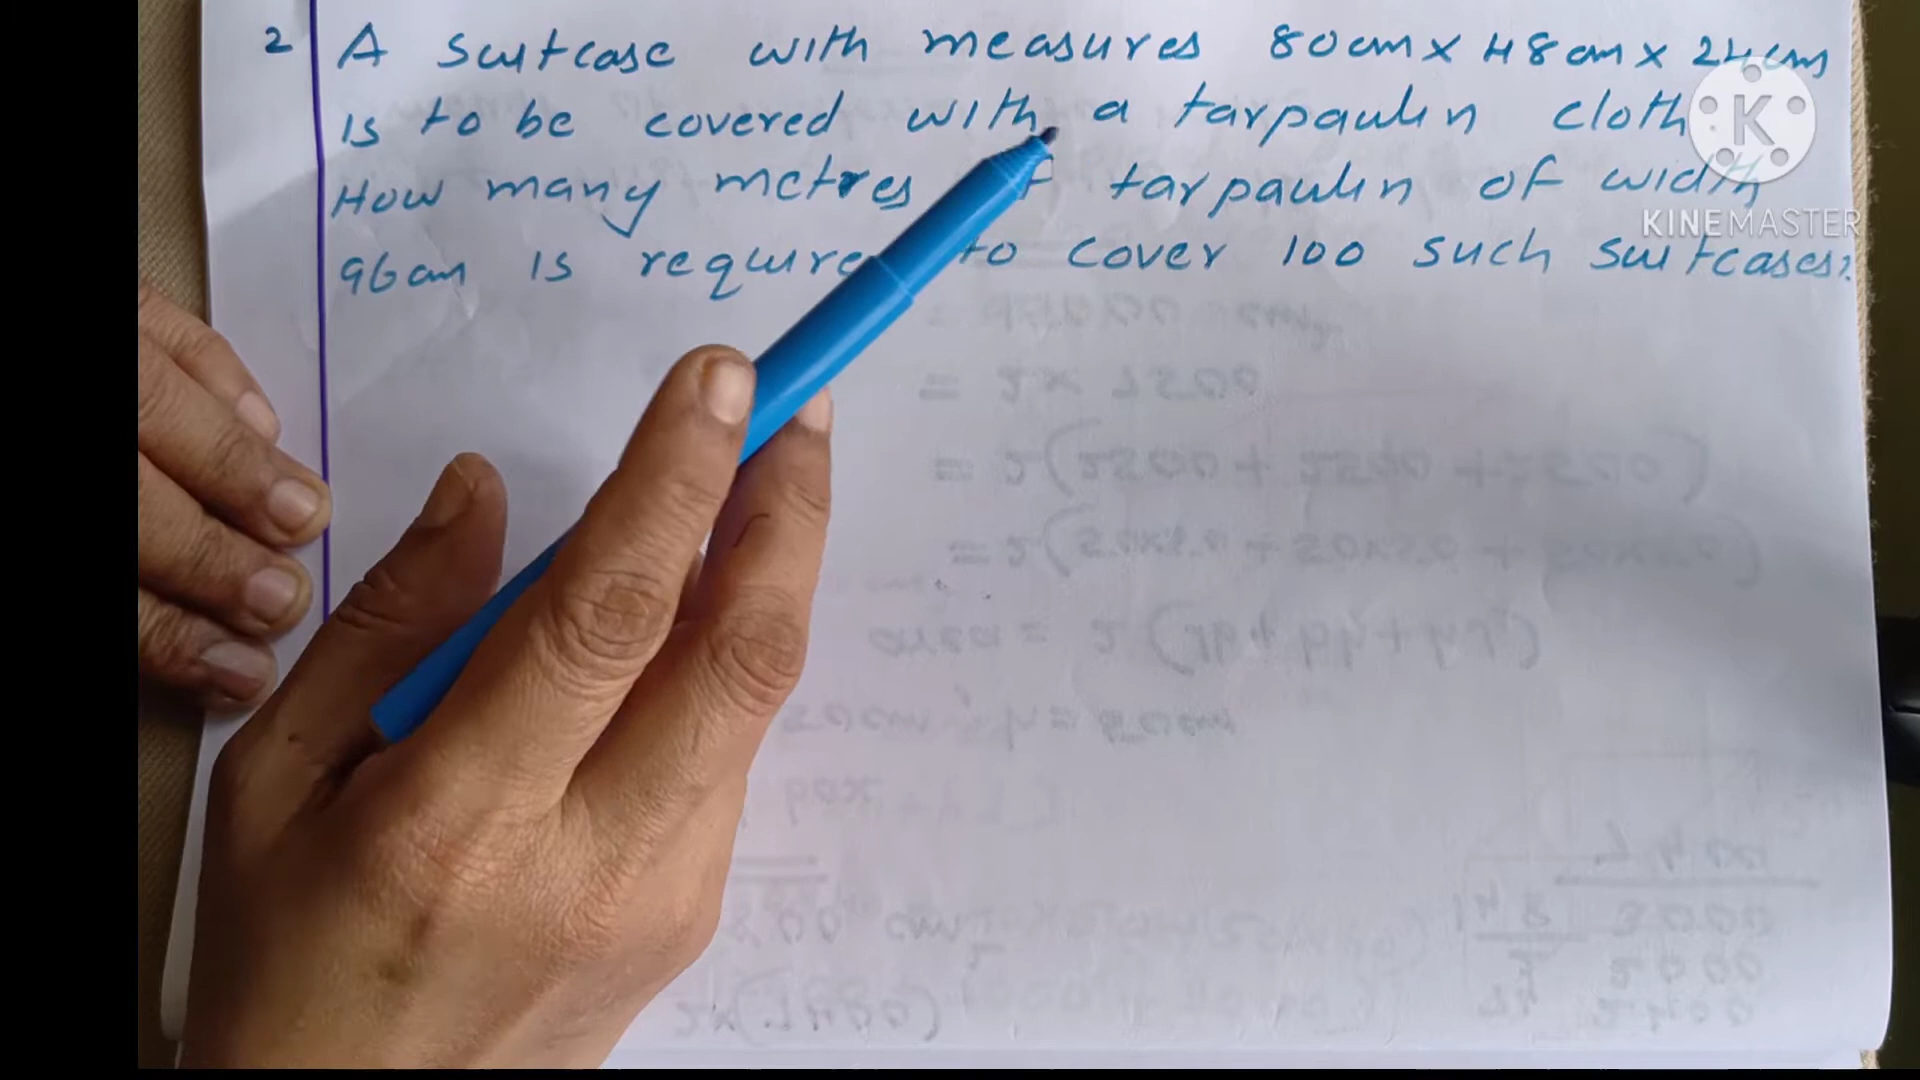 2 A suitcase with measures 80cm x 48cm x 24cm
is to be covered with a tarpaulin cloth
How many metres of tarpaulin of width
96cm is require to cover 100 such suitcases?
K
KINEMASTER